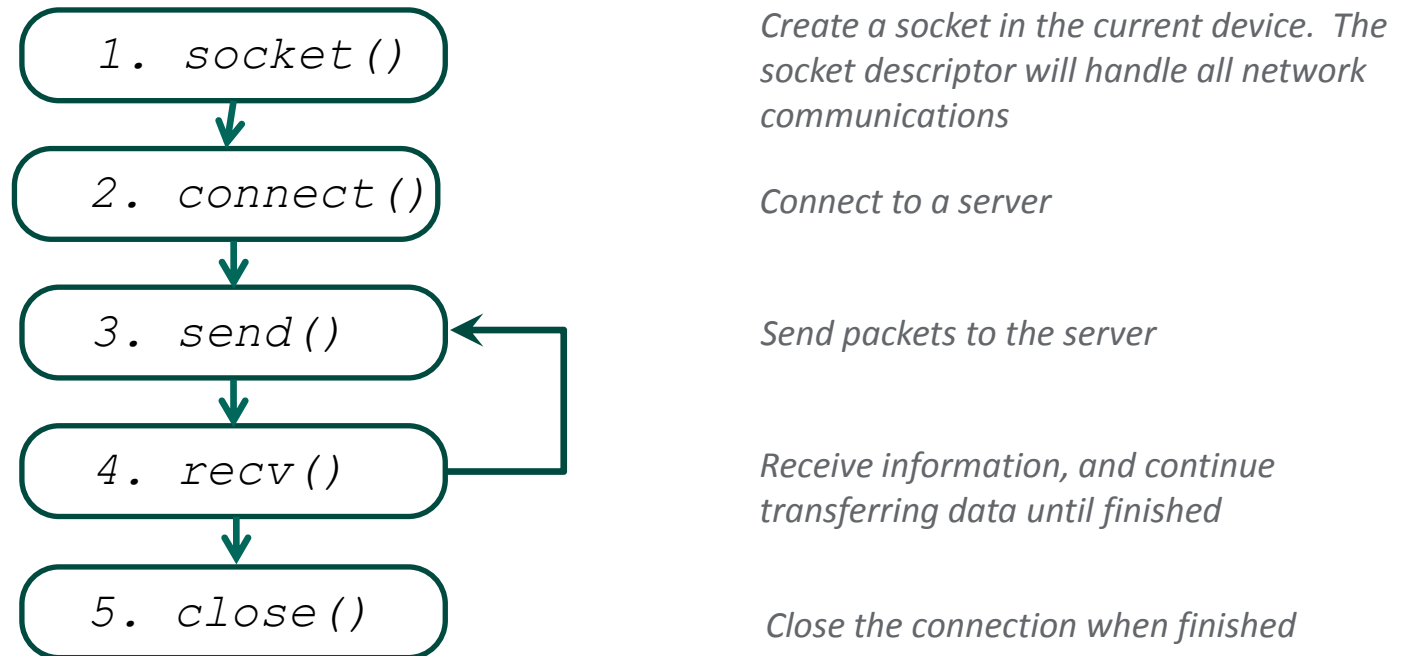 1. socket()
Create a socket in the current device.  The
socket descriptor will handle all network
communications
2. connect()
Connect to a server
3. send()
Send packets to the server
4. recv()
Receive information, and continue
transferring data until finished
5. close()
Close the connection when finished